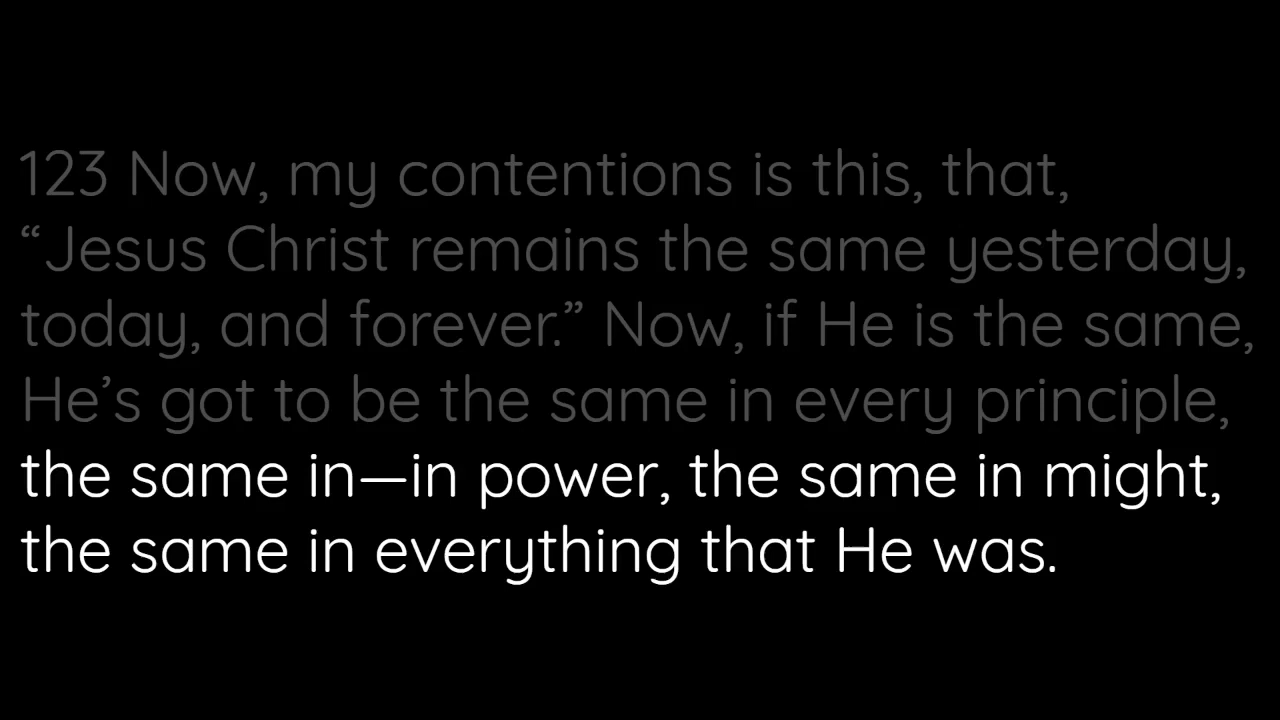 123 Now, my contentions is this, that,
“Jesus Christ remains the same yesterday,
today, and forever.” Now, if He is the same,
He’s got to be the same in every principle,
the same in—in power, the same in might,
the same in everything that He was.